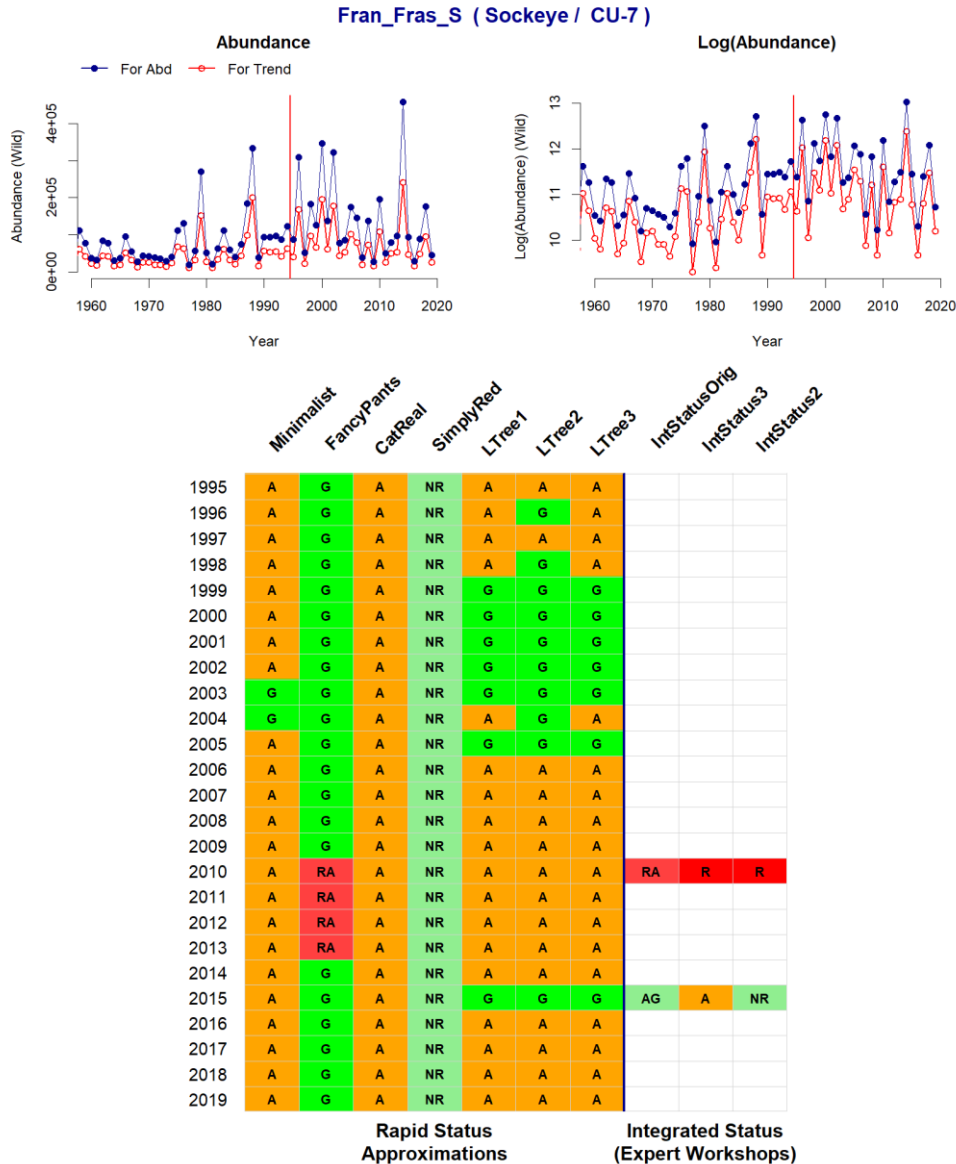 Fran_Fras_S ( Sockeye / CU-7 )
Abundance
For Abd For Trend
Abundance (Wild)
4e+05
2e+05
0e+00
1960 1970 1980 1990 2000 2010 2020
Year
Log(Abundance)
Log(Abundance) (Wild)
13
12
11
10
1960 1970 1980 1990 2000 2010 2020
Year
Minimalist FancyPants CatReal SimplyRed LTree1 LTree2 LTree3 IntStatusOrig IntStatus3 IntStatus2
1995 A G A NR A A A
1996 A G A NR A G A
1997 A G A NR A A A
1998 A G A NR A G A
1999 A G A NR G G G
2000 A G A NR G G G
2001 A G A NR G G G
2002 A G A NR G G G
2003 G G A NR G G G
2004 G G A NR A G A
2005 A G A NR G G G
2006 A G A NR A A A
2007 A G A NR A A A
2008 A G A NR A A A
2009 A G A NR A A A
2010 A RA A NR A A A RA R R
2011 A RA A NR A A A
2012 A RA A NR A A A
2013 A RA A NR A A A
2014 A G A NR A A A
2015 A G A NR G G G AG A NR
2016 A G A NR A A A
2017 A G A NR A A A
2018 A G A NR A A A
2019 A G A NR A A A
Rapid Status
Approximations
Integrated Status
(Expert Workshops)